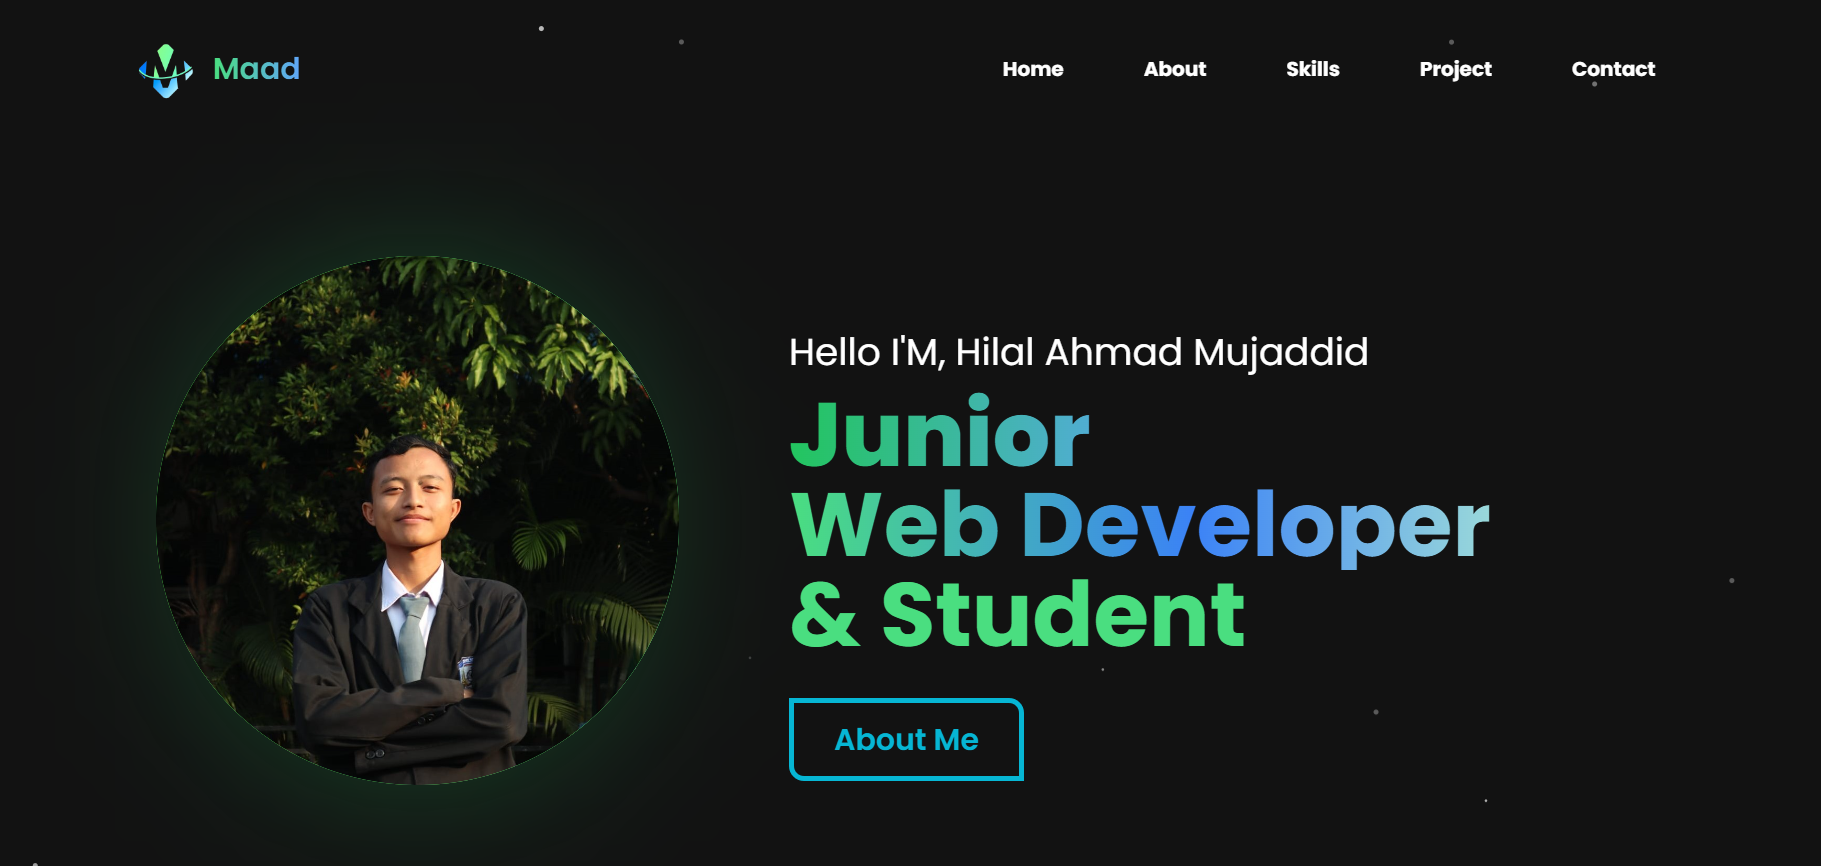 Maad
Home About Skills Project Contact
Hello I'M, Hilal Ahmad Mujaddid
Junior
Web Developer
& Student
About Me